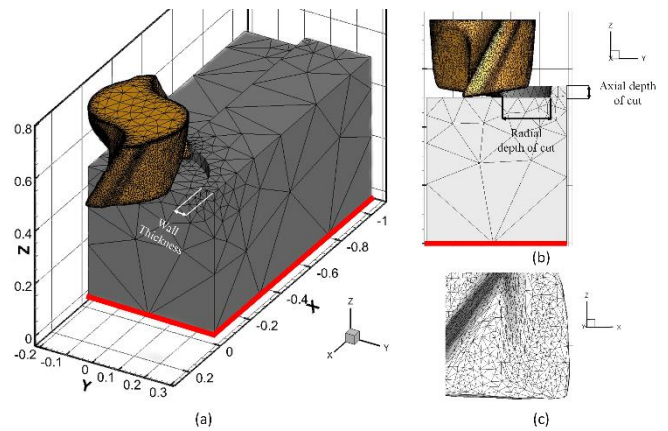 0.8
0.6
0.4
0.2
0
Z
-0.2
-0.1
0
0.1
0.2
0.3
Y
0.2
0
-0.2
-0.4
-0.6
-0.8
-1
X
Wall
Thickness
Z
X
Y
(a)
Z
X
Y
Axial depth
of cut
Radial
depth of cut
(b)
Z
Y
X
(c)